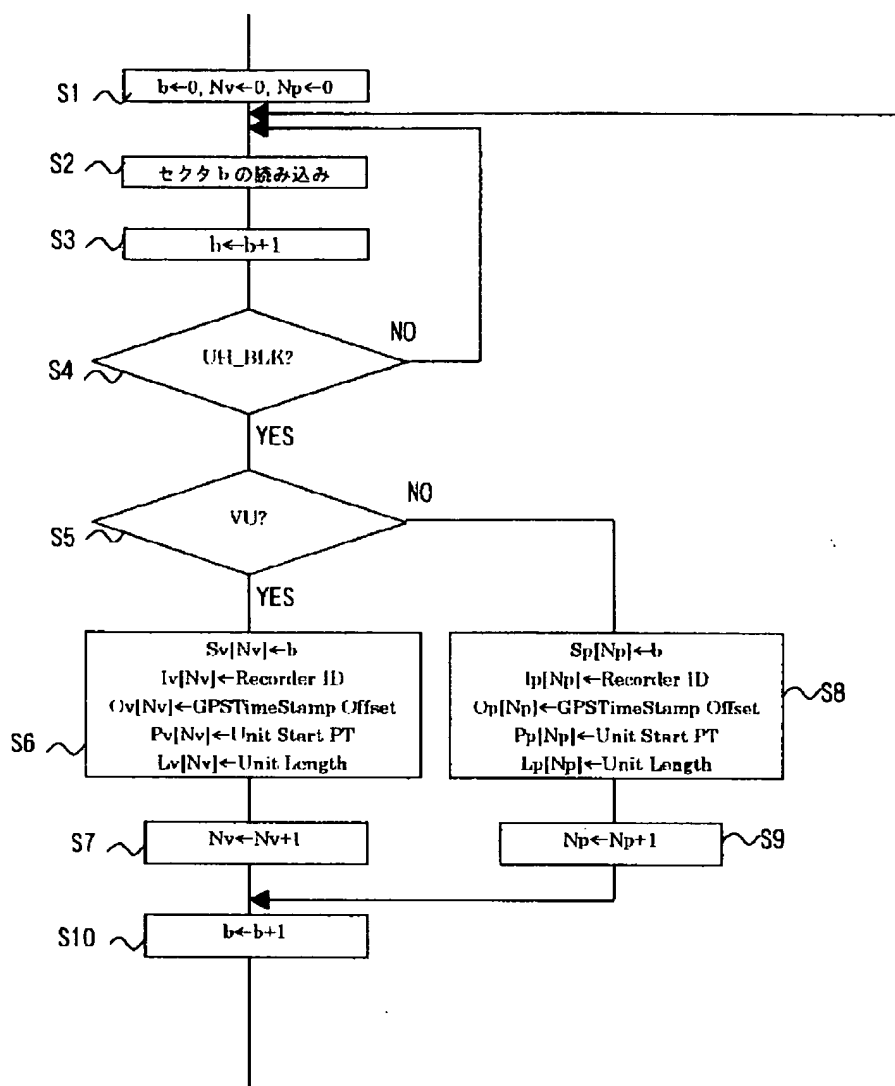 S1
b←0, Nv←0, Np←0
S2
セクタ b の読み込み
S3
b←b+1
S4
UH_BLK?
NO
YES
S5
VU?
NO
YES
S6
Sv[Nv]←b
Iv[Nv]←Recorder ID
Ov[Nv]←GPSTimeStamp Offset
Pv[Nv]←Unit Start PT
Lv[Nv]←Unit Length
Sp[Np]←b
Ip[Np]←Recorder ID
Op[Np]←GPSTimeStamp Offset
Pp[Np]←Unit Start PT
Lp[Np]←Unit Length
S8
S7
Nv←Nv+1
Np←Np+1
S9
S10
b←b+1